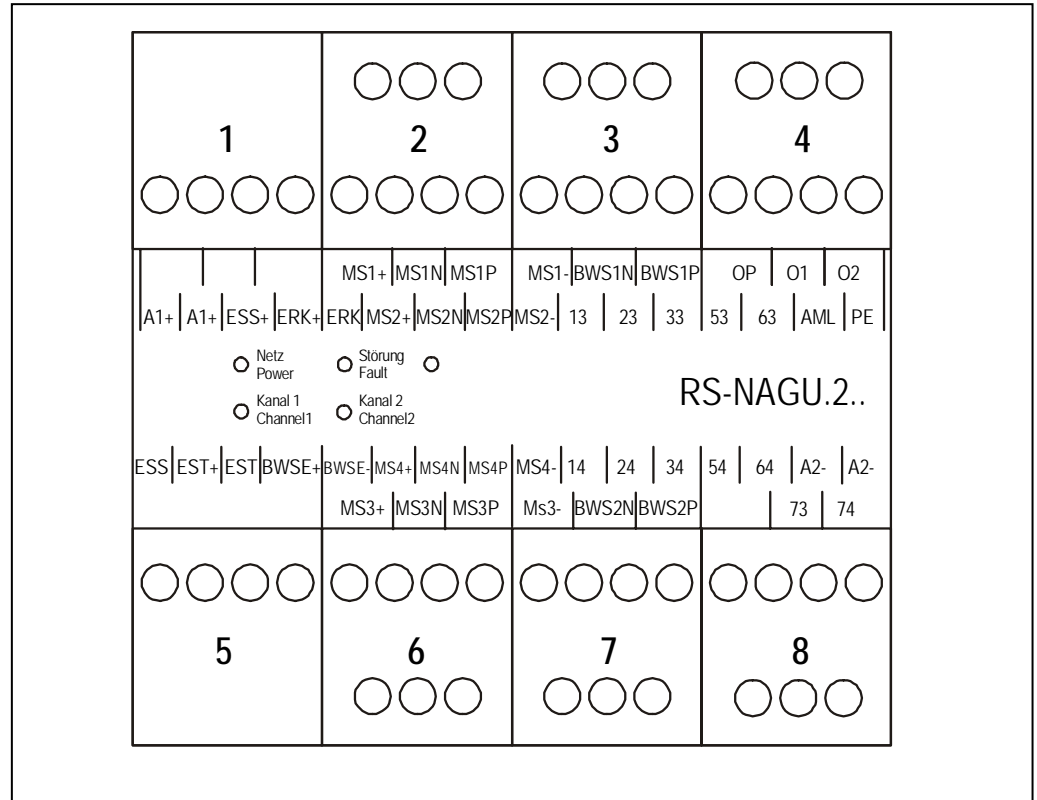 1 2 3 4
MS1+ MS1N MS1P MS1- BWS1N BWS1P OP O1 O2
A1+ A1+ ESS+ ERK+ ERK MS2+ MS2N MS2P MS2- 13 23 33 53 63 AML PE
Netz Störung
Power Fault
RS-NAGU.2..
Kanal 1 Kanal 2
Channel1 Channel2
ESS EST+ EST BWSE+ BWSE- MS4+ MS4N MS4P MS4- 14 24 34 54 64 A2- A2-
MS3+ MS3N MS3P Ms3- BWS2N BWS2P 73 74
5 6 7 8